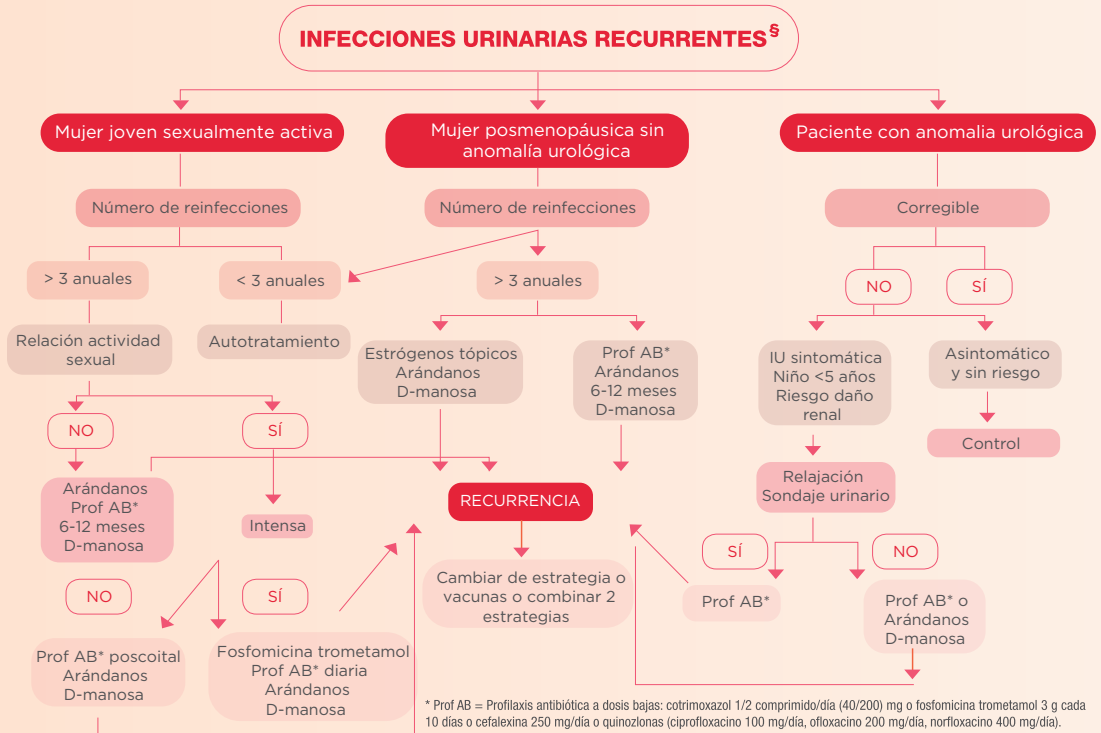 INFECCIONES URINARIAS RECURRENTES§
Mujer joven sexualmente activa
Mujer posmenopáusica sin
anomalía urológica
Paciente con anomalia urológica
Número de reinfecciones
Número de reinfecciones
Corregible
> 3 anuales
< 3 anuales
> 3 anuales
NO
SÍ
Relación actividad
sexual
Autotratamiento
Estrógenos tópicos
Arándanos
D-manosa
Prof AB*
Arándanos
6-12 meses
D-manosa
IU sintomática
Niño <5 años
Riesgo daño
renal
Asintomático
y sin riesgo
NO
SÍ
Control
Arándanos
Prof AB*
6-12 meses
D-manosa
Intensa
RECURRENCIA
Relajación
Sondaje urinario
NO
SÍ
Cambiar de estrategia o
vacunas o combinar 2
estrategias
SÍ
NO
Prof AB*
Prof AB* o
Arándanos
D-manosa
Prof AB* poscoital
Arándanos
D-manosa
Fosfomicina trometamol
Prof AB* diaria
Arándanos
D-manosa
* Prof AB = Profilaxis antibiótica a dosis bajas: cotrimoxazol 1/2 comprimido/día (40/200) mg o fosfomicina trometamol 3 g cada
10 días o cefalexina 250 mg/día o quinozlonas (ciprofloxacino 100 mg/día, ofloxacino 200 mg/día, norfloxacino 400 mg/día).